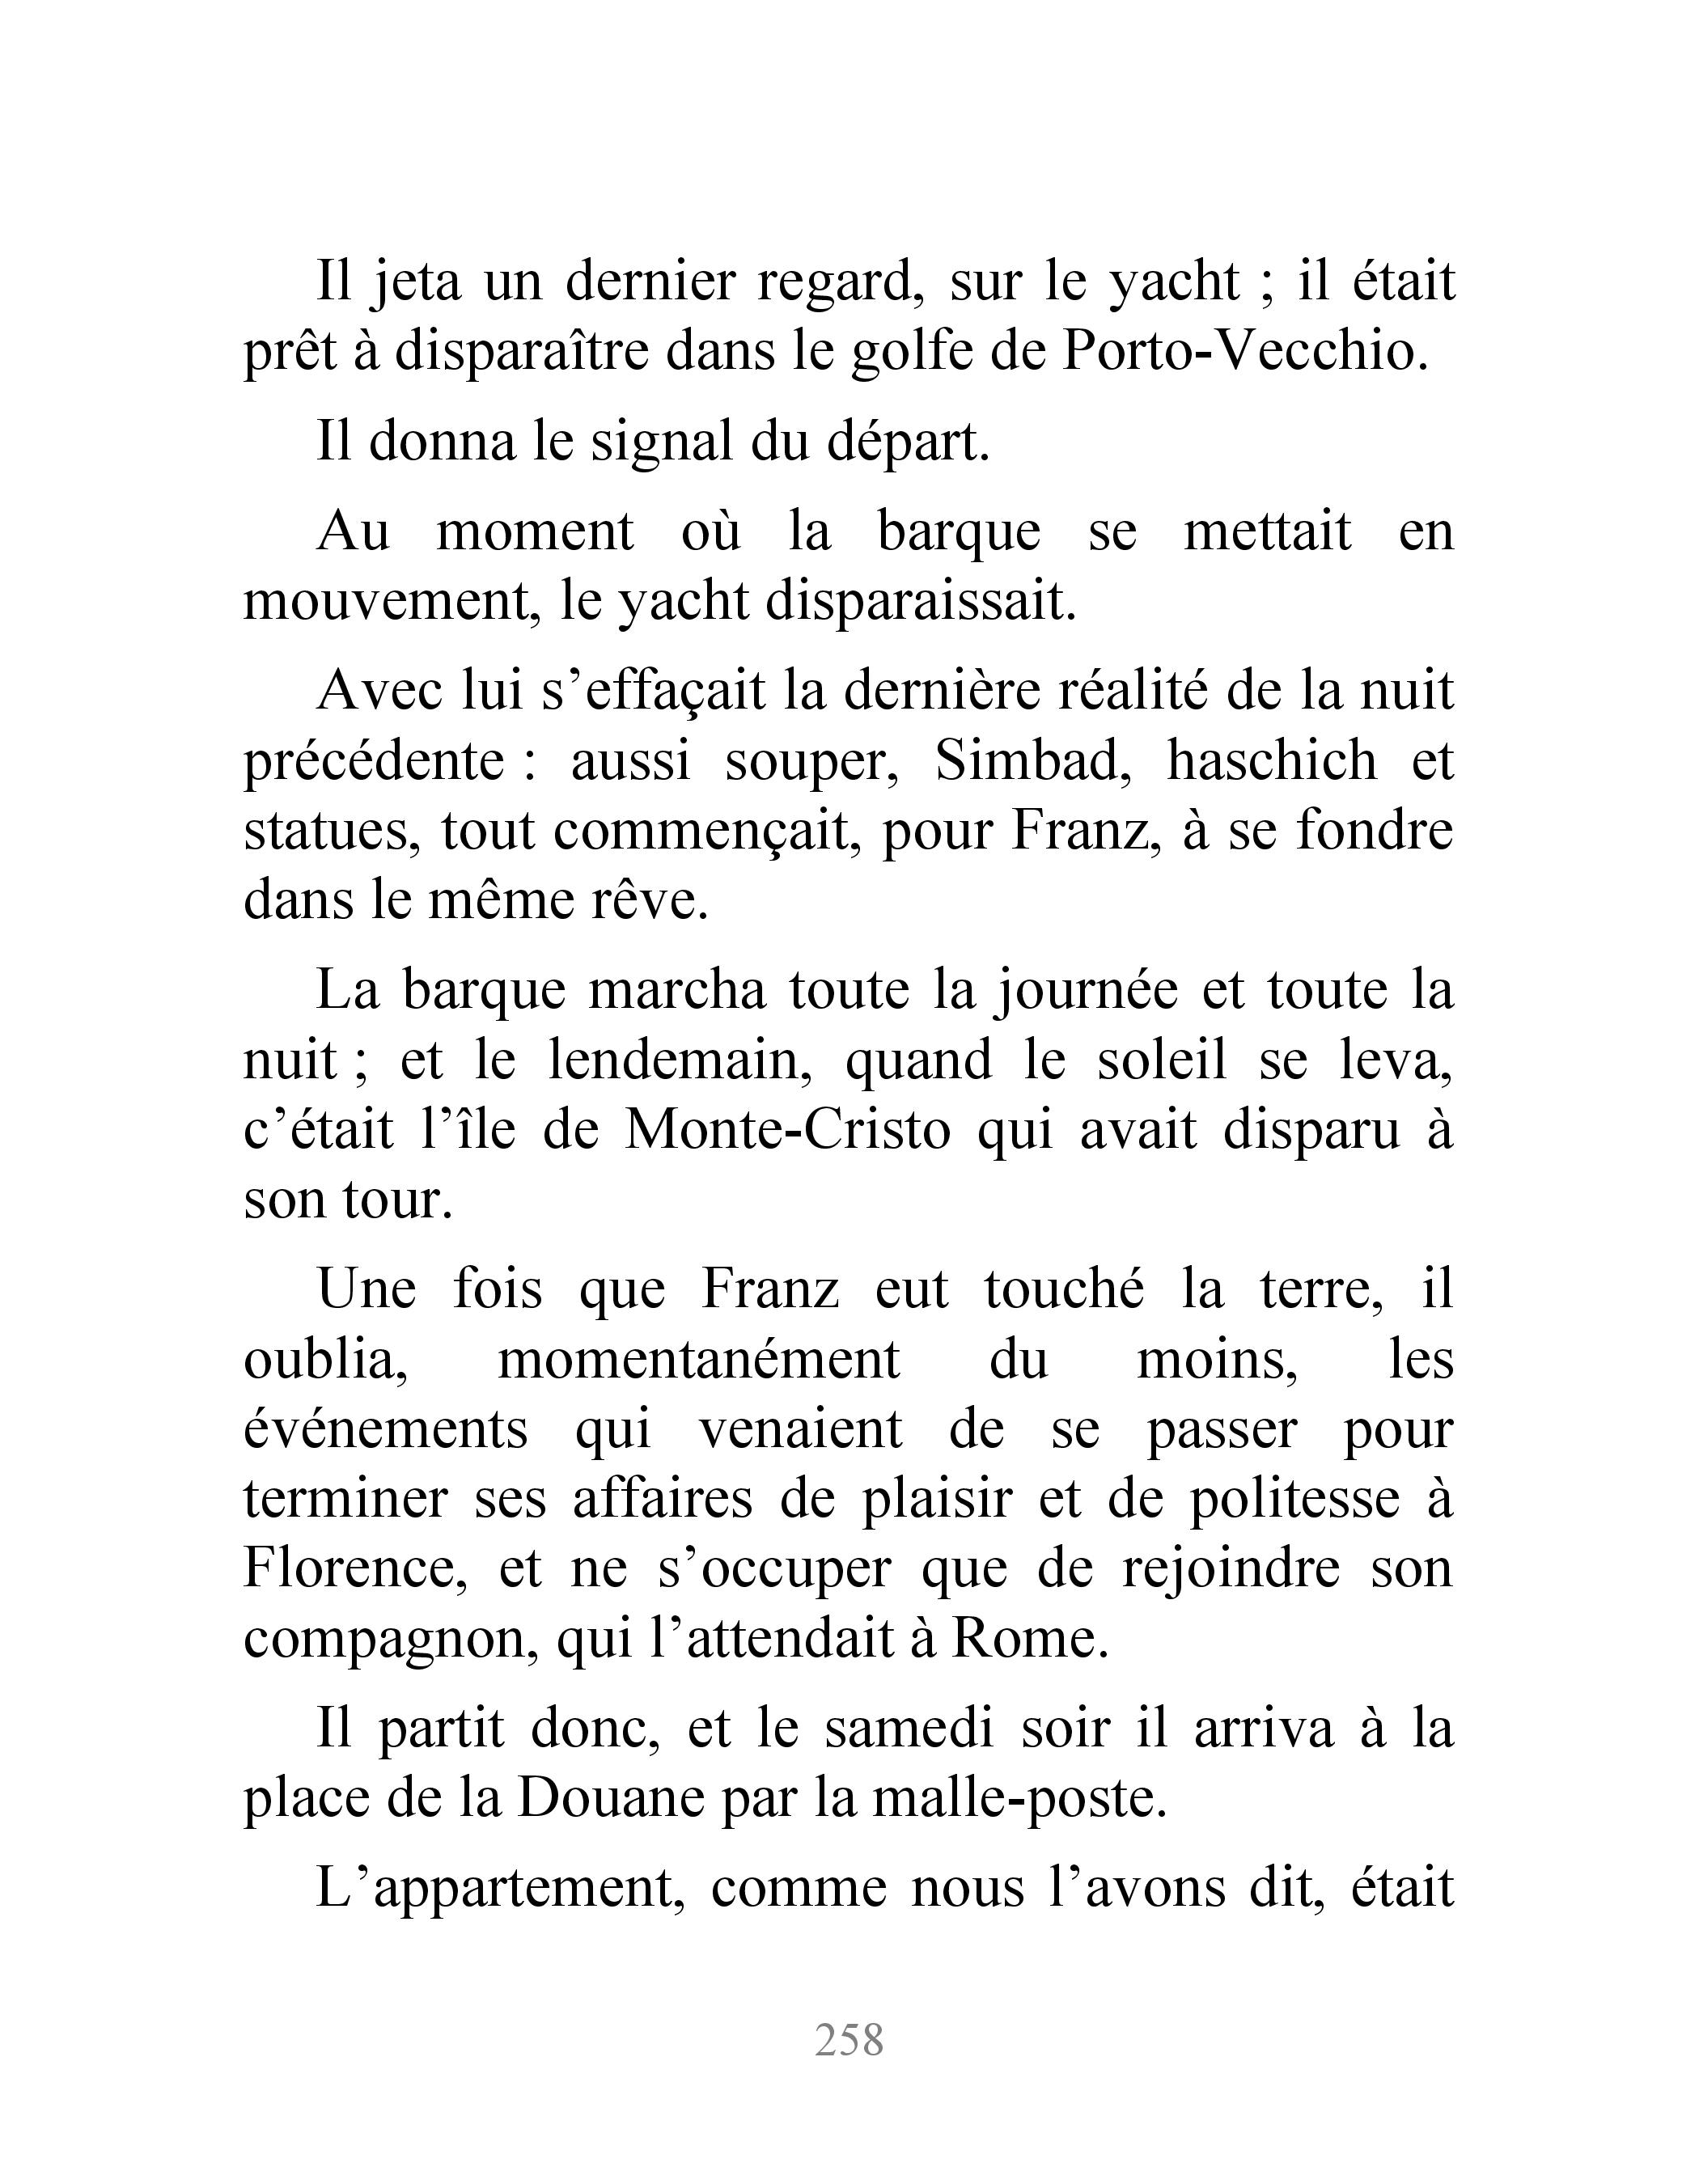 Il jeta un dernier regard, sur le yacht ; il était
prêt à disparaître dans le golfe de Porto-Vecchio.
Il donna le signal du départ.
Au moment où la barque se mettait en
mouvement, le yacht disparaissait.
Avec lui s’effaçait la dernière réalité de la nuit
précédente : aussi souper, Simbad, haschich et
statues, tout commençait, pour Franz, à se fondre
dans le même rêve.
La barque marcha toute la journée et toute la
nuit ; et le lendemain, quand le soleil se leva,
c’était l’île de Monte-Cristo qui avait disparu à
son tour.
Une fois que Franz eut touché la terre, il
oublia, momentanément du moins, les
événements qui venaient de se passer pour
terminer ses affaires de plaisir et de politesse à
Florence, et ne s’occuper que de rejoindre son
compagnon, qui l’attendait à Rome.
Il partit donc, et le samedi soir il arriva à la
place de la Douane par la malle-poste.
L’appartement, comme nous l’avons dit, était
258